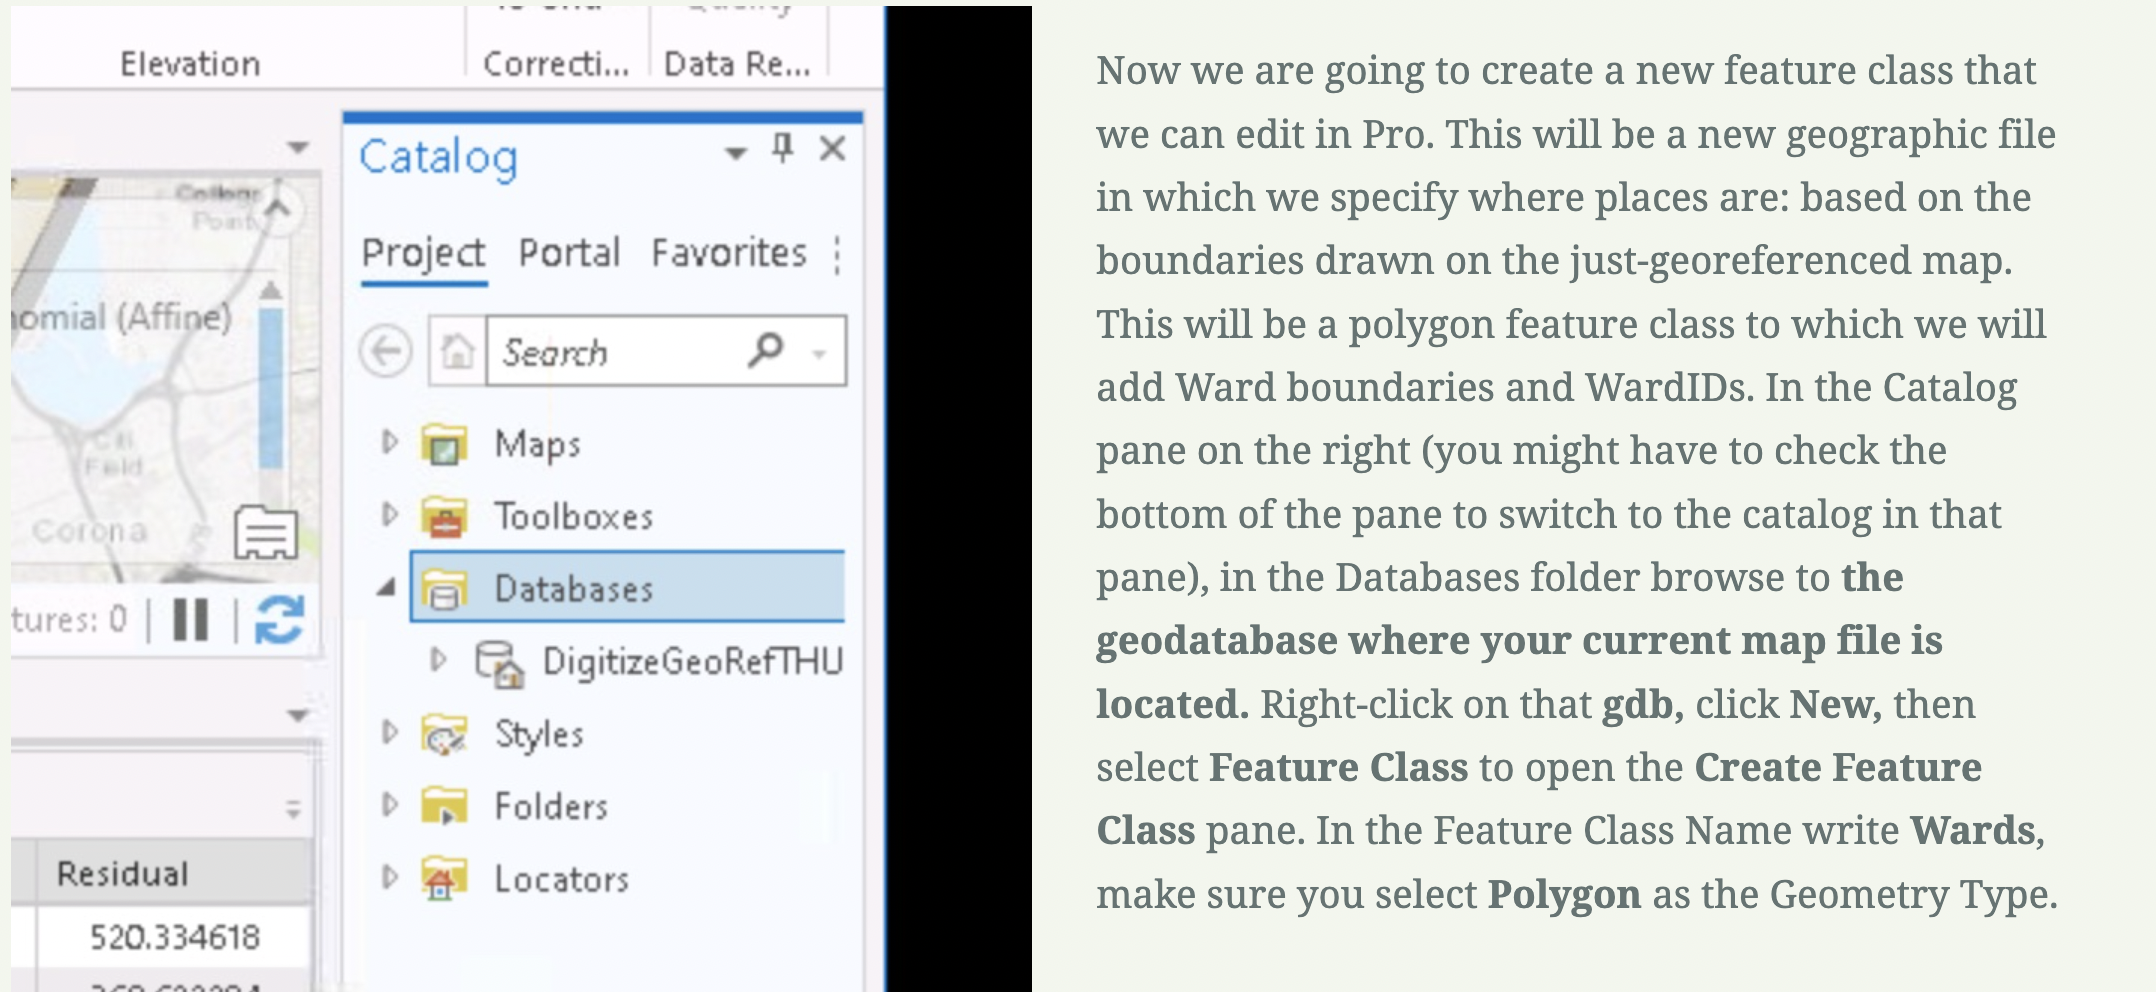 Elevation
Correcti...
Data Re...
Catalog
Project Portal Favorites
College
Point
nomial (Affine)
Search
Maps
Toolboxes
Field
Corona
Databases
tures: 0
DigitizeGeoRefTHU
Styles
Folders
Locators
Residual
520.334618
Now we are going to create a new feature class that
we can edit in Pro. This will be a new geographic file
in which we specify where places are: based on the
boundaries drawn on the just-georeferenced map.
This will be a polygon feature class to which we will
add Ward boundaries and WardIDs. In the Catalog
pane on the right (you might have to check the
bottom of the pane to switch to the catalog in that
pane), in the Databases folder browse to the
geodatabase where your current map file is
located. Right-click on that gdb, click New, then
select Feature Class to open the Create Feature
Class pane. In the Feature Class Name write Wards,
make sure you select Polygon as the Geometry Type.